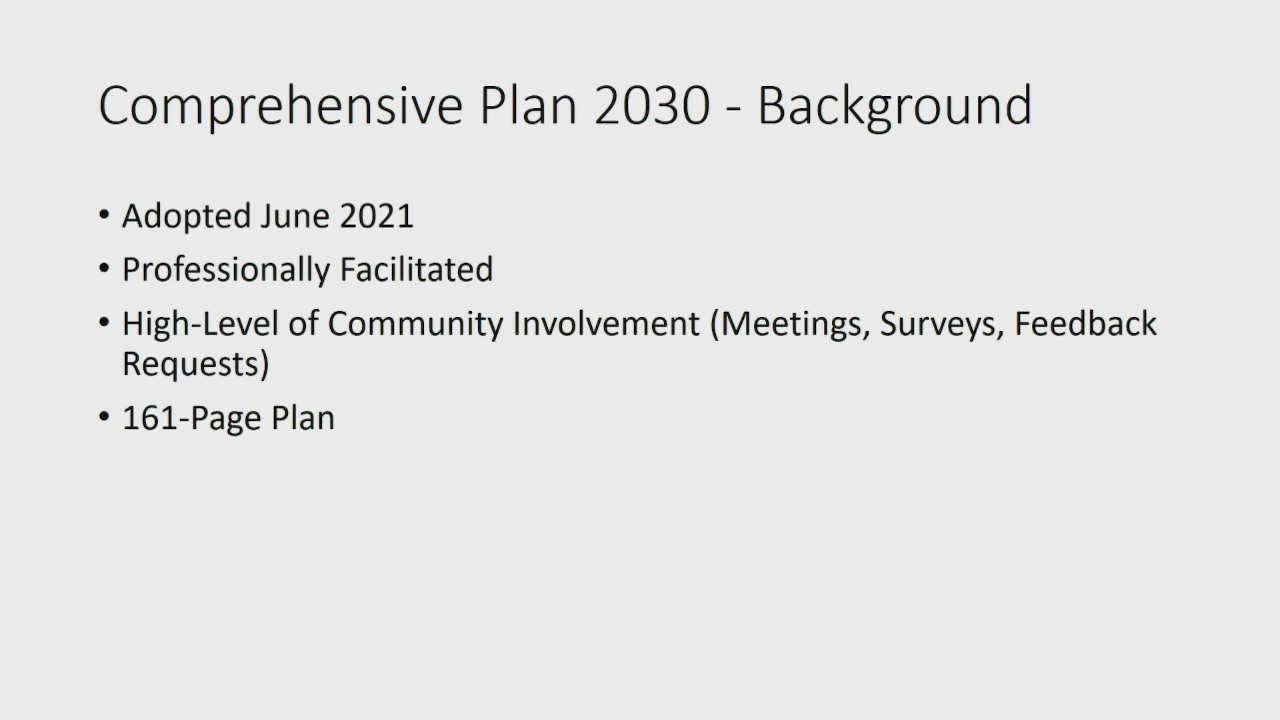 Comprehensive Plan 2030 - Background
• Adopted June 2021
• Professionally Facilitated
• High-Level of Community Involvement (Meetings, Surveys, Feedback
Requests)
• 161-Page Plan